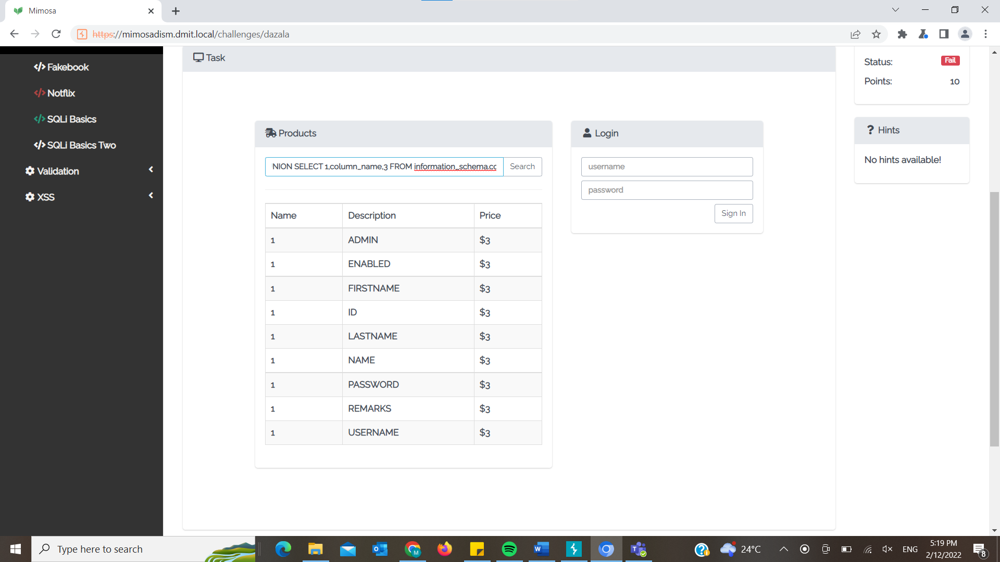 Mimosa
https://mimosadism.dmit.local/challenges/dazala
Fakebook
Notflix
SQLi Basics
SQLi Basics Two
Validation
XSS
Task
Products
NION SELECT 1,column_name,3 FROM information_schema.cc
Search
Name Description Price
1 ADMIN $3
1 ENABLED $3
1 FIRSTNAME $3
1 ID $3
1 LASTNAME $3
1 NAME $3
1 PASSWORD $3
1 REMARKS $3
1 USERNAME $3
Login
username
password
Sign In
Status: Fail
Points: 10
? Hints
No hints available!
Type here to search
24°C
ENG
5:19 PM
2/12/2022
8